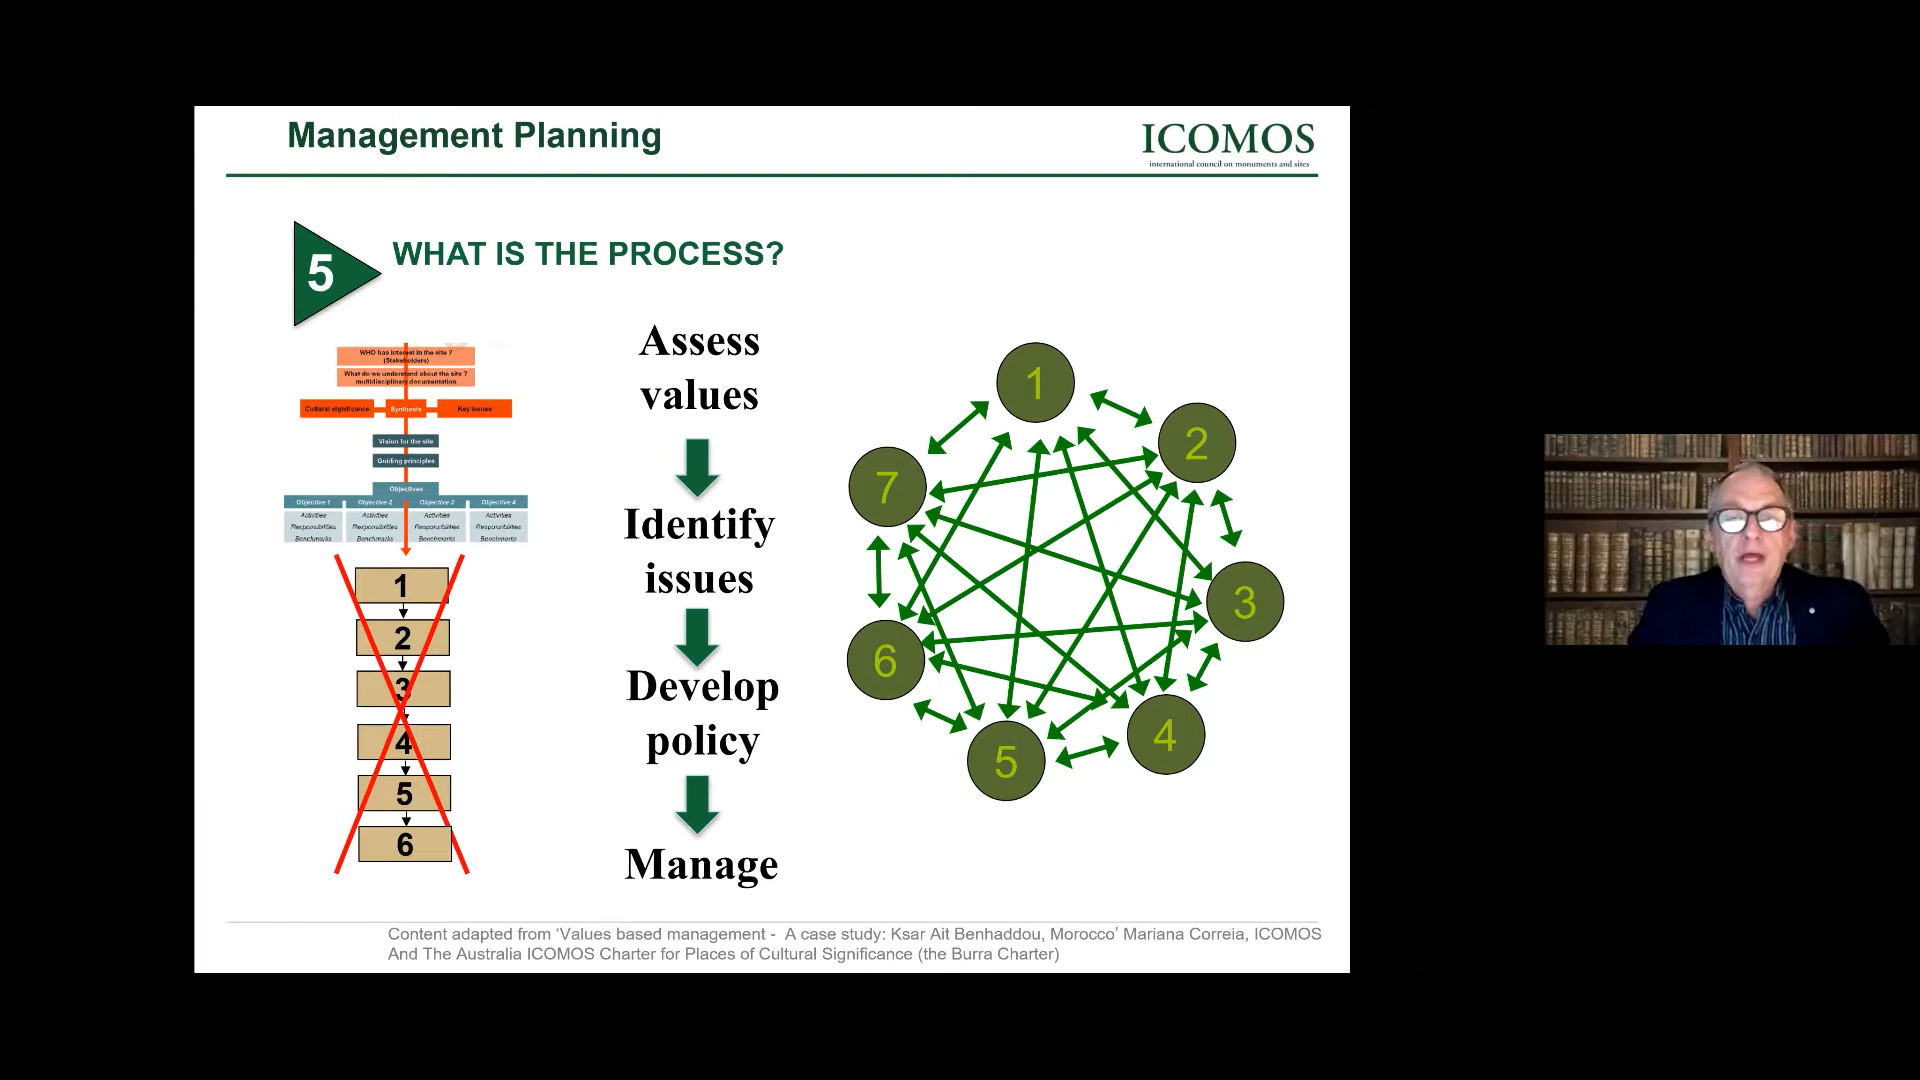 Management Planning
ICOMOS
international council on monuments and sites
5
WHAT IS THE PROCESS?
WHO has interest in the site ?
(Stakeholders)
What do we understand about the site ?
multidisciplinary documentation
Cultural significance
Synthesis
Key issues
Vision for the site
Guiding principles
Objectives
Objective 1
Objective 2
Objective 3
Objective 4
Activities
Activities
Activities
Activities
Responsibilities
Responsibilities
Responsibilities
Responsibilities
Benchmarks
Benchmarks
Benchmarks
Benchmarks
1
2
3
4
5
6
Assess
values
Identify
issues
Develop
policy
Manage
1
2
3
4
5
6
7
Content adapted from ‘Values based management - A case study: Ksar Ait Benhaddou, Morocco’ Mariana Correia, ICOMOS
And The Australia ICOMOS Charter for Places of Cultural Significance (the Burra Charter)